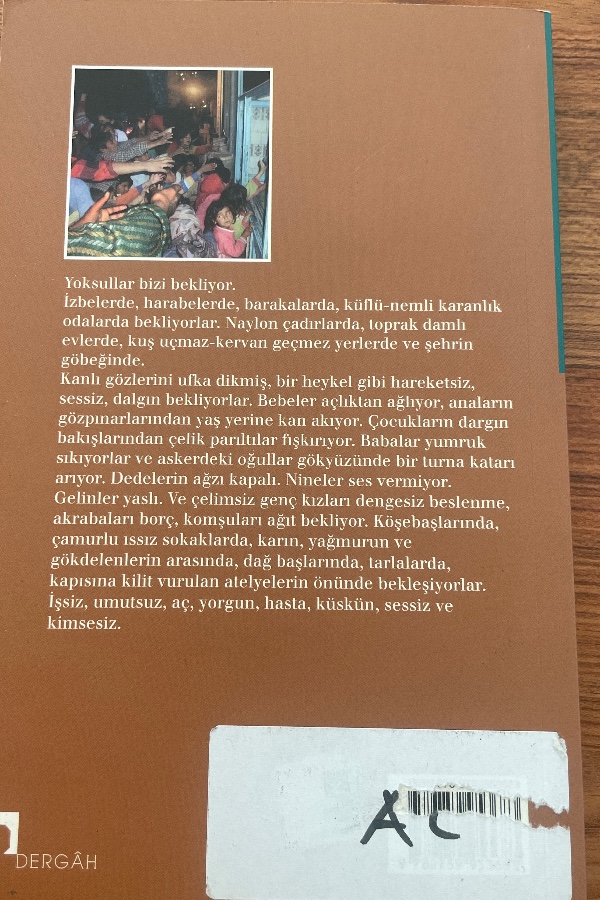 Yoksullar bizi bekliyor.
İzbelerde, harabelerde, barakalarda, küflü-nemli karanlık
odalarda bekliyorlar. Naylon çadırlarda, toprak damlı
evlerde, kuş uçmaz-kervan geçmez yerlerde ve şehrin
göbeğinde.
Kanlı gözlerini ufka dikmiş, bir heykel gibi hareketsiz,
sessiz, dalgın bekliyorlar. Bebeler açlıktan ağlıyor, anaların
gözpınarlarından yaş yerine kan akıyor. Çocukların dargın
bakışlarından çelik parıltılar fışkırıyor. Babalar yumruk
sıkıyorlar ve askerdeki oğullar gökyüzünde bir turna katarı
arıyor. Dedelerin ağzı kapalı. Nineler ses vermiyor.
Gelinler yaslı. Ve çelimsiz genç kızları dengesiz beslenme,
akrabaları borç, komşuları ağıt bekliyor. Köşebaşlarında,
çamurlu ıssız sokaklarda, karın, yağmurun ve
gökdelenlerin arasında, dağ başlarında, tarlalarda,
kapısına kilit vurulan atelyelerin önünde bekleşiyorlar.
İşsiz, umutsuz, aç, yorgun, hasta, küskün, sessiz ve
kimsesiz.
AC
DERGÂH